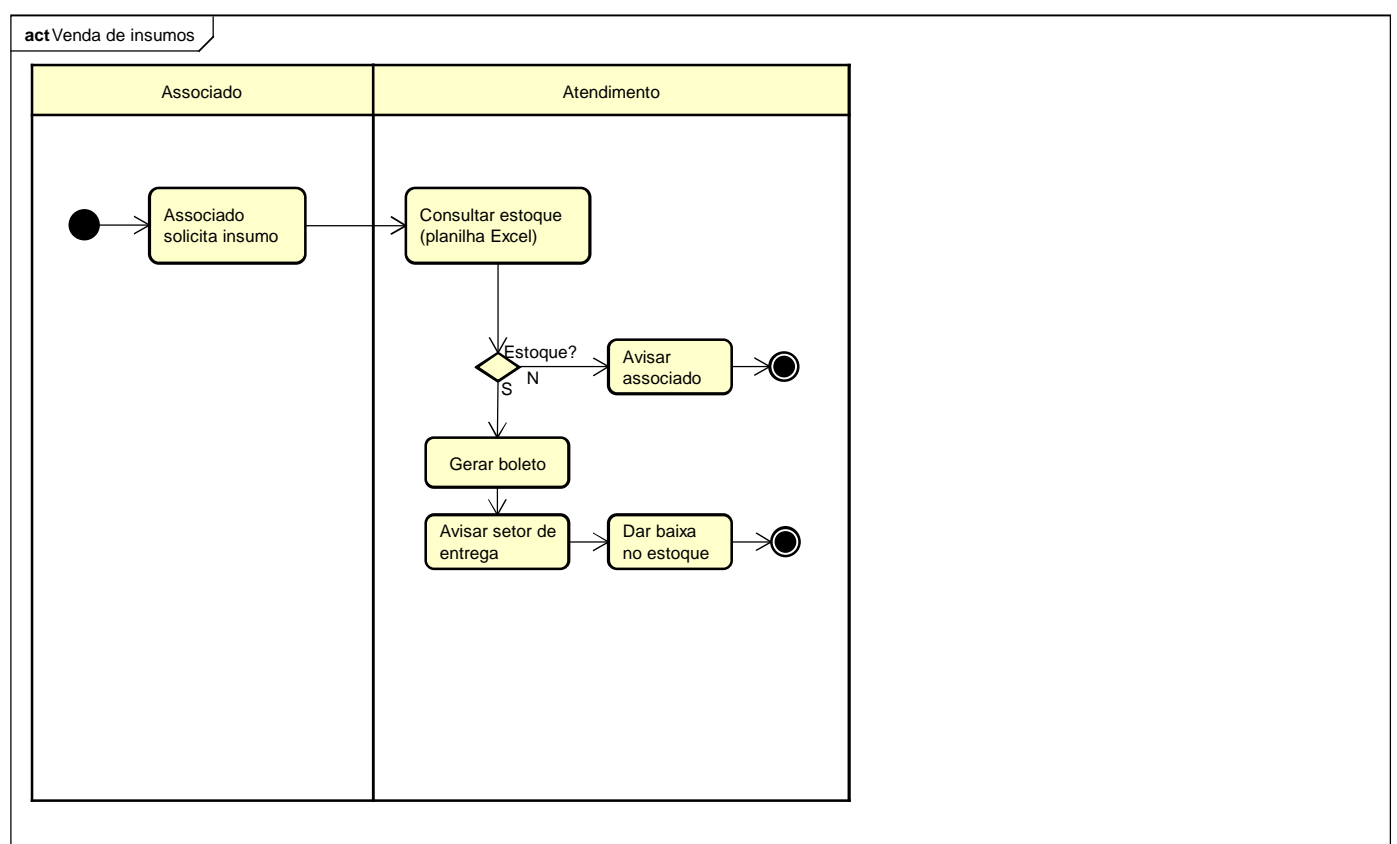 act Venda de insumos
Associado
Atendimento
Associado
solicita insumo
Consultar estoque
(planilha Excel)
Estoque?
N
S
Avisar
associado
Gerar boleto
Avisar setor de
entrega
Dar baixa
no estoque